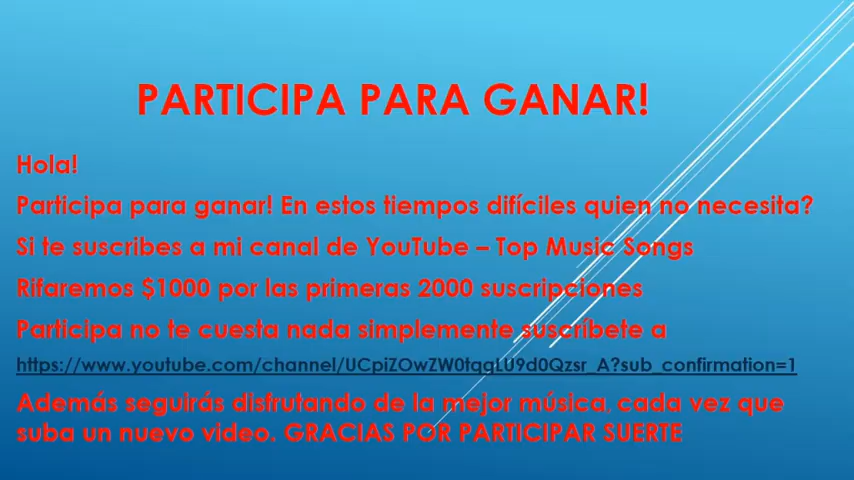 PARTICIPA PARA GANAR!
Hola!
Participa para ganar! En estos tiempos difíciles quien no necesita?
Si te suscribes a mi canal de YouTube – Top Music Songs
Rifaremos $1000 por las primeras 2000 suscripciones
Participa no te cuesta nada simplemente suscríbete a
https://www.youtube.com/channel/UCpiZOwZW0tqqLU9d0Qzsr_A?sub_confirmation=1
Además seguirás disfrutando de la mejor música, cada vez que
suba un nuevo video. GRACIAS POR PARTICIPAR SUERTE